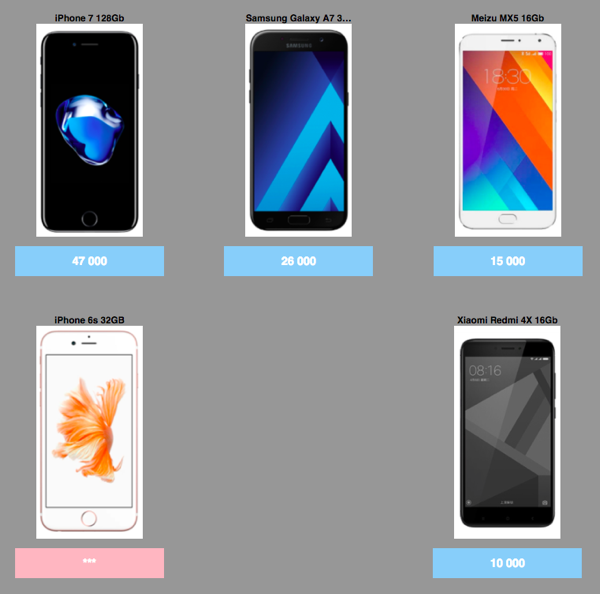 iPhone 7 128Gb
Samsung Galaxy A7 3...
Meizu MX5 16Gb
SAMSUNG
18:30
47 000
26 000
15 000
iPhone 6s 32GB
Xiaomi Redmi 4X 16Gb
08:16
***
10 000